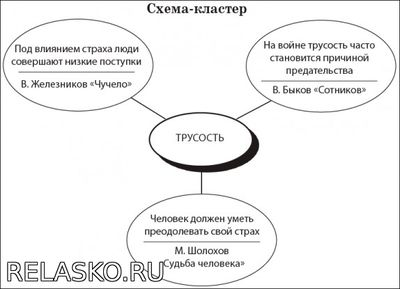 Схема-кластер
Под влиянием страха люди
совершают низкие поступки
В. Железников «Чучело»
На войне трусость часто
становится причиной
предательства
В. Быков «Сотников»
ТРУСОСТЬ
Человек должен уметь
преодолевать свой страх
М. Шолохов
«Судьба человека»
RELASKO.RU